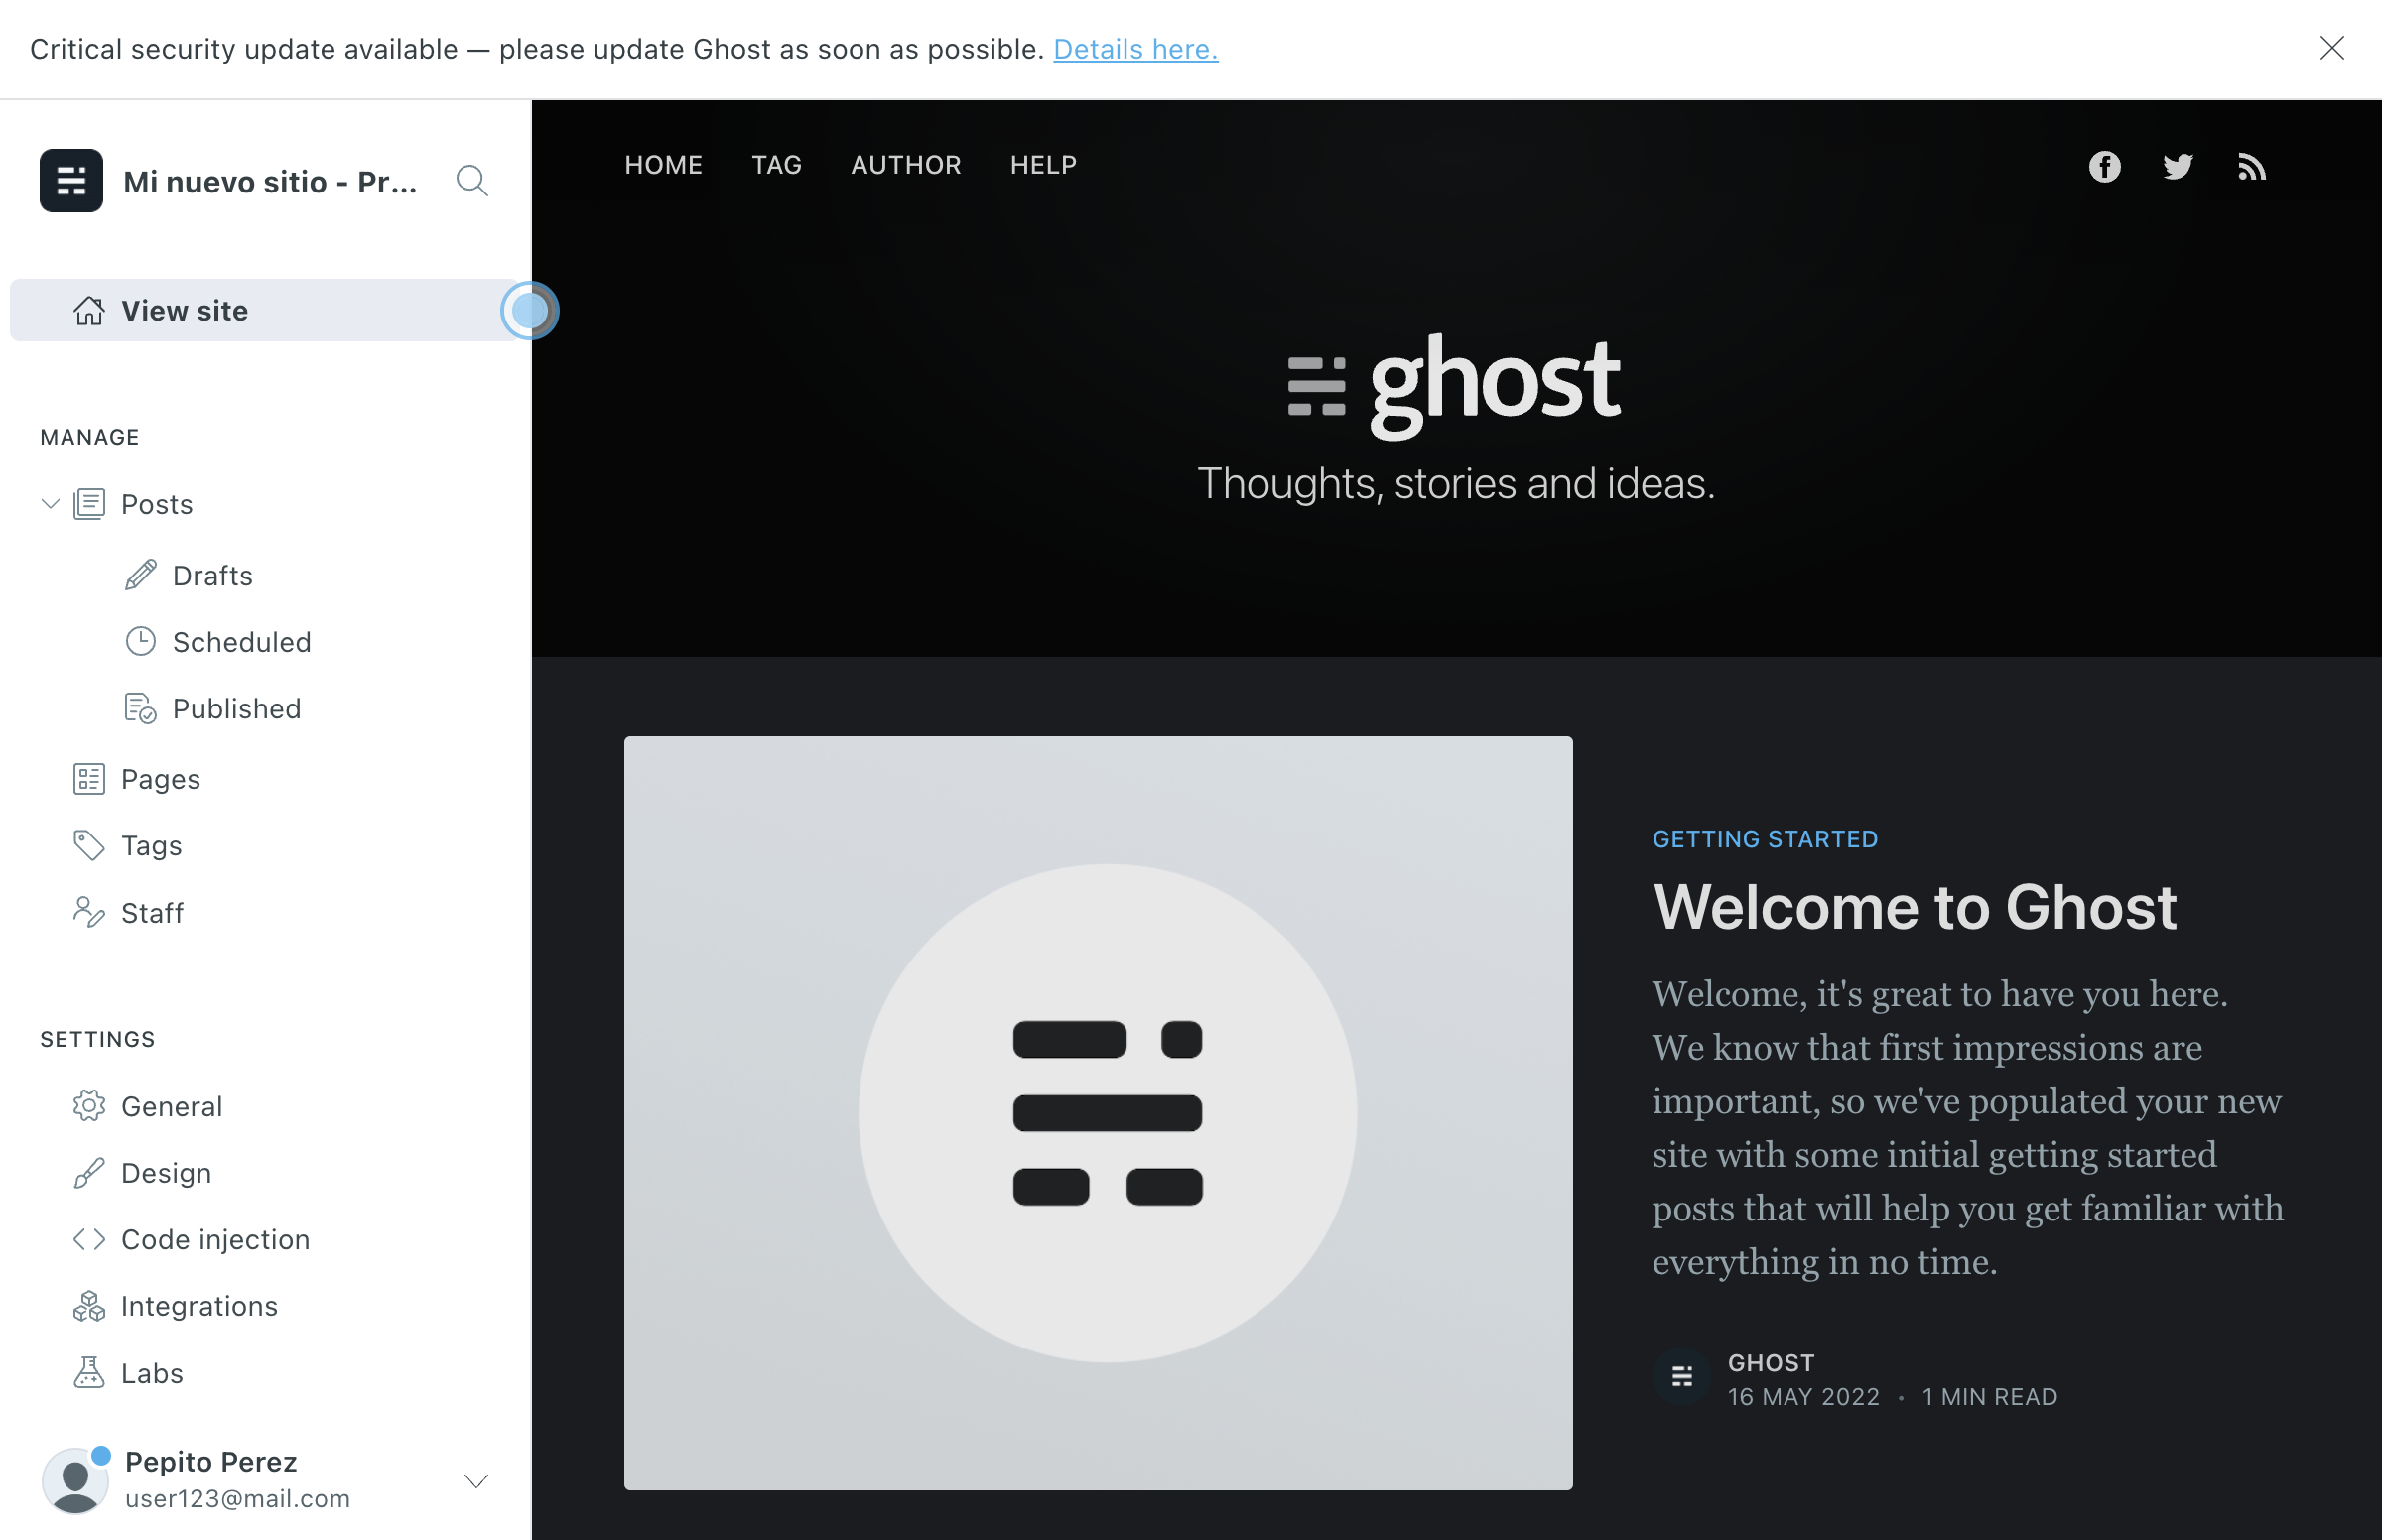 Critical security update available — please update Ghost as soon as possible. Details here.
Mi nuevo sitio - Pr...
View site
MANAGE
Posts
Drafts
Scheduled
Published
Pages
Tags
Staff
SETTINGS
General
Design
Code injection
Integrations
Labs
Pepito Perez
user123@mail.com
HOME TAG AUTHOR HELP
ghost
Thoughts, stories and ideas.
GETTING STARTED
Welcome to Ghost
Welcome, it's great to have you here.
We know that first impressions are
important, so we've populated your new
site with some initial getting started
posts that will help you get familiar with
everything in no time.
GHOST
16 MAY 2022 • 1 MIN READ